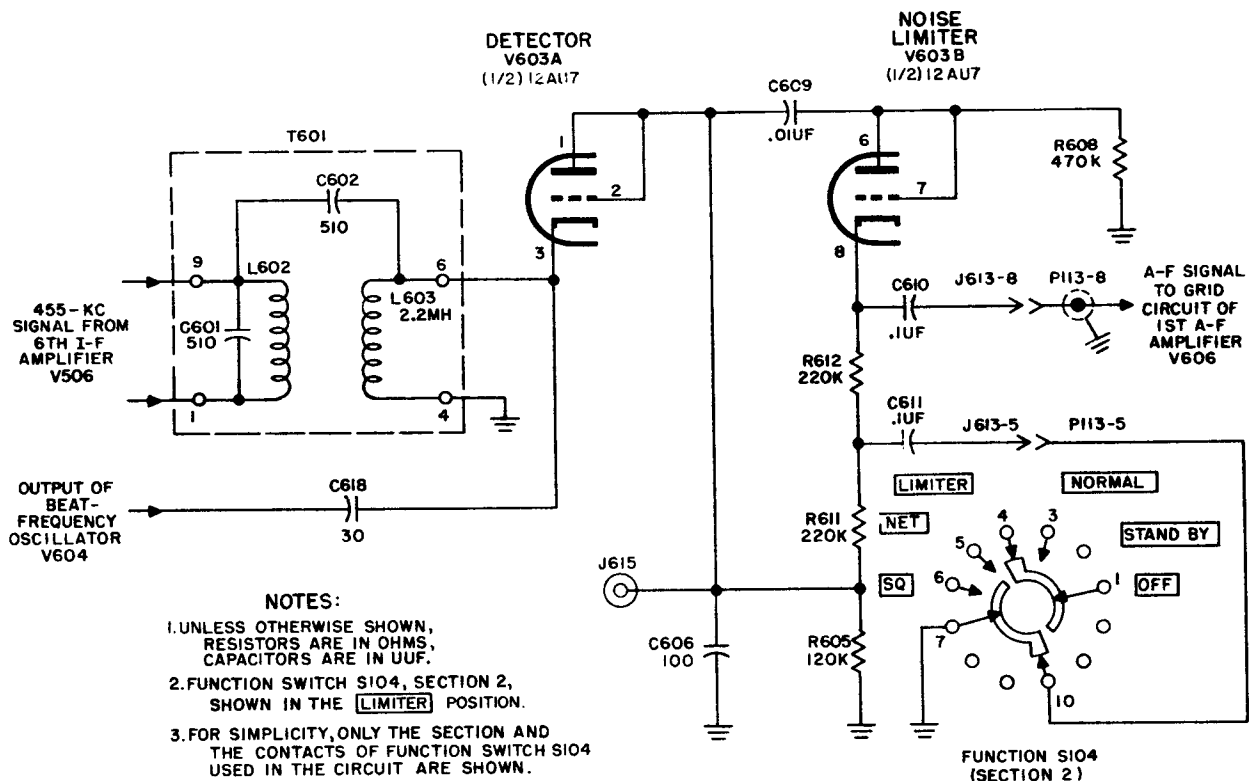 DETECTOR
V603A
(1/2) 12AU7
NOISE
LIMITER
V603B
(1/2) 12AU7
C609
.01UF
1
2
3
6
7
8
R608
470K
T601
C602
510
9
L602
6
L603
2.2MH
C601
510
1
4
455-KC
SIGNAL FROM
6TH I-F
AMPLIFIER
V506
C610
.1UF
J613-8
P113-8
A-F SIGNAL
TO GRID
CIRCUIT OF
1ST A-F
AMPLIFIER
V606
R612
220K
C611
.1UF
J613-5
P113-5
OUTPUT OF
BEAT-
FREQUENCY
OSCILLATOR
V604
C618
30
R611
220K
LIMITER
NORMAL
NET
STAND BY
SQ
OFF
4
3
5
6
1
7
10
J615
C606
100
R605
120K
FUNCTION S104
(SECTION 2)
NOTES:
1. UNLESS OTHERWISE SHOWN,
RESISTORS ARE IN OHMS,
CAPACITORS ARE IN UUF.
2. FUNCTION SWITCH S104, SECTION 2,
SHOWN IN THE LIMITER POSITION.
3. FOR SIMPLICITY, ONLY THE SECTION AND
THE CONTACTS OF FUNCTION SWITCH S104
USED IN THE CIRCUIT ARE SHOWN.